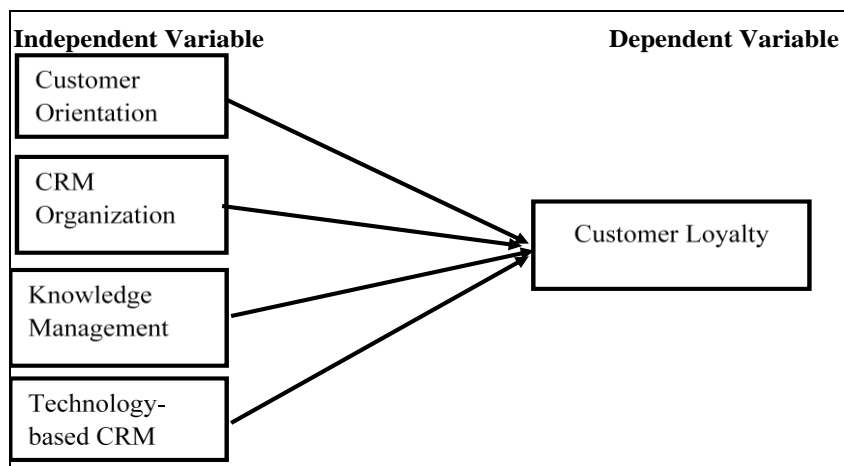 Independent Variable
Dependent Variable
Customer
Orientation
CRM
Organization
Customer Loyalty
Knowledge
Management
Technology-
based CRM